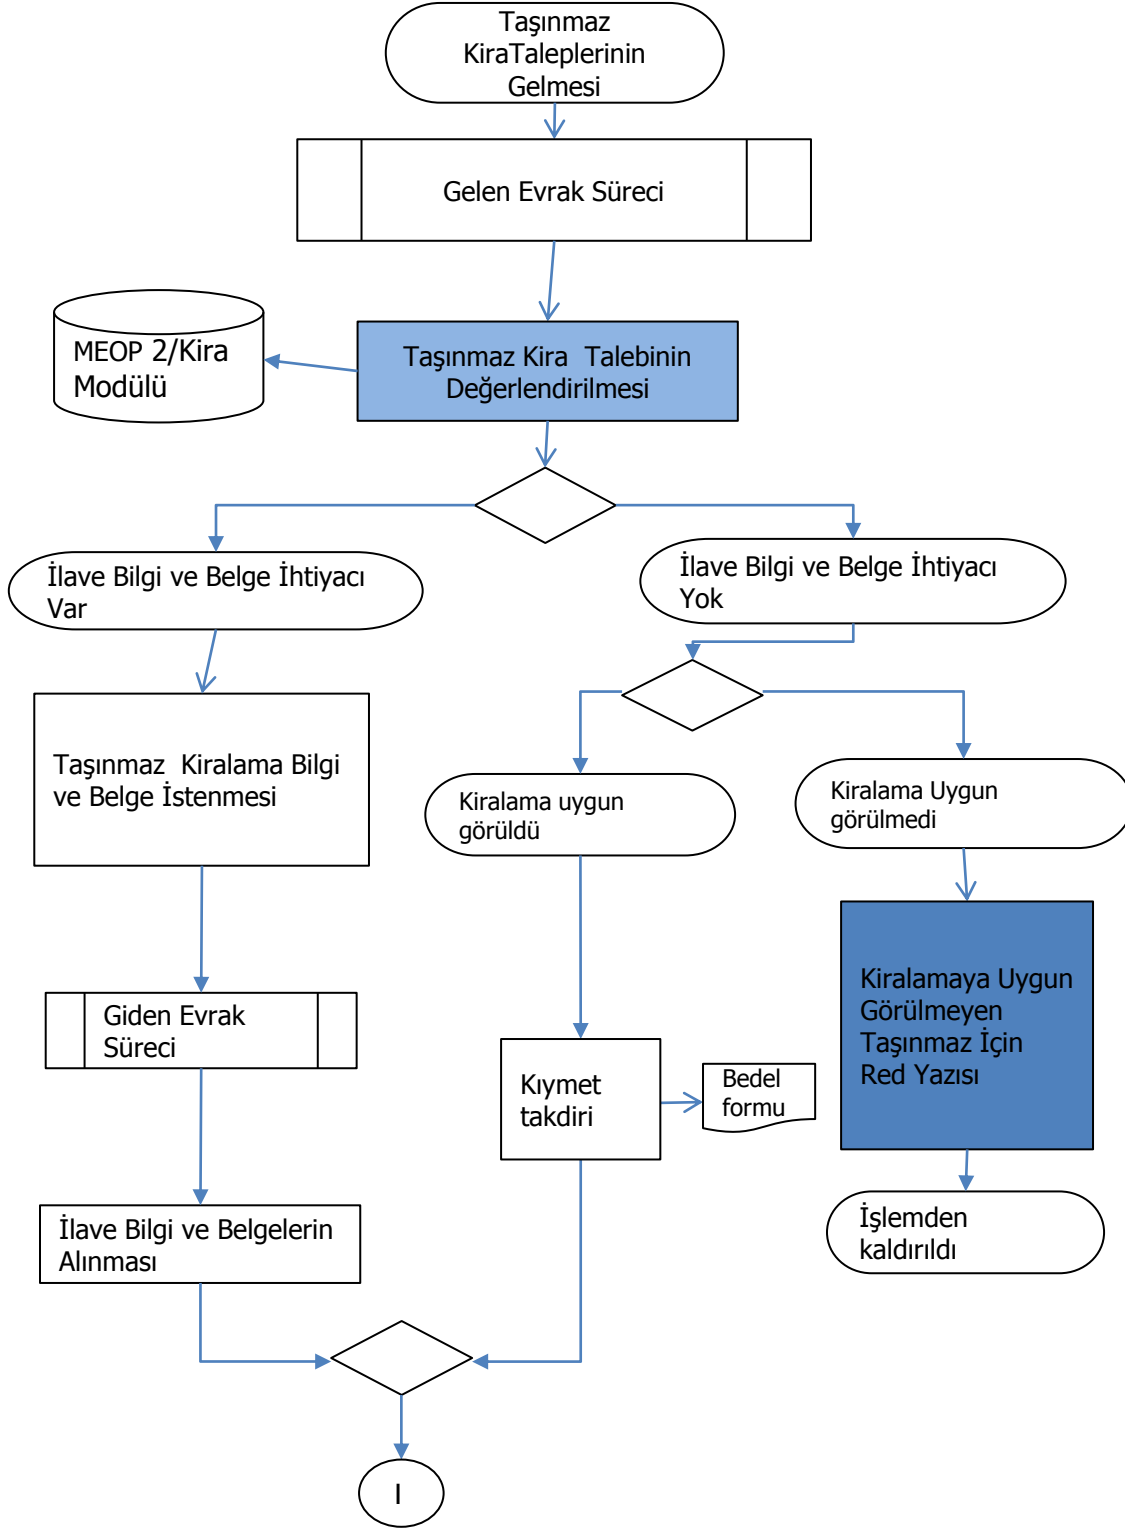 Taşınmaz
KiraTaleplerinin
Gelmesi
Gelen Evrak Süreci
MEOP 2/Kira
Modülü
Taşınmaz Kira Talebinin
Değerlendirilmesi
İlave Bilgi ve Belge İhtiyacı
Var
İlave Bilgi ve Belge İhtiyacı
Yok
Taşınmaz Kiralama Bilgi
ve Belge İstenmesi
Kiralama uygun
görüldü
Kiralama Uygun
görülmedi
Kiralamaya Uygun
Görülmeyen
Taşınmaz İçin
Red Yazısı
Giden Evrak
Süreci
Kıymet
takdiri
Bedel
formu
İlave Bilgi ve Belgelerin
Alınması
İşlemden
kaldırıldı
I